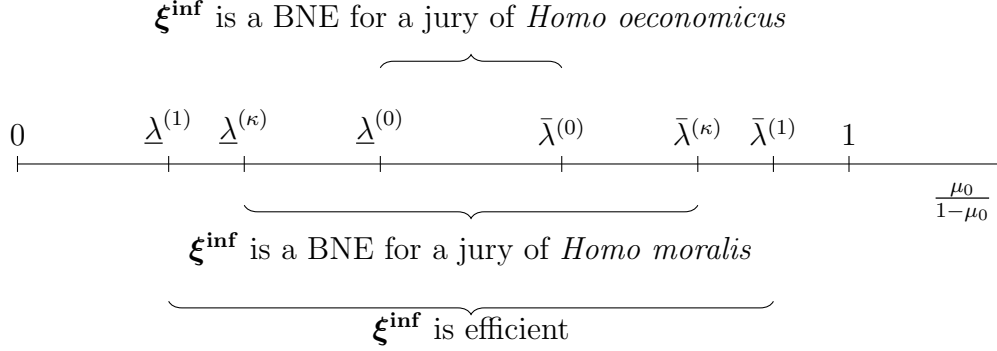 ξ^inf is a BNE for a jury of Homo oeconomicus
0 λ̲^(1) λ̲^(κ) λ̲^(0) λ̄^(0) λ̄^(κ) λ̄^(1) 1
μ₀/(1−μ₀)
ξ^inf is a BNE for a jury of Homo moralis
ξ^inf is efficient